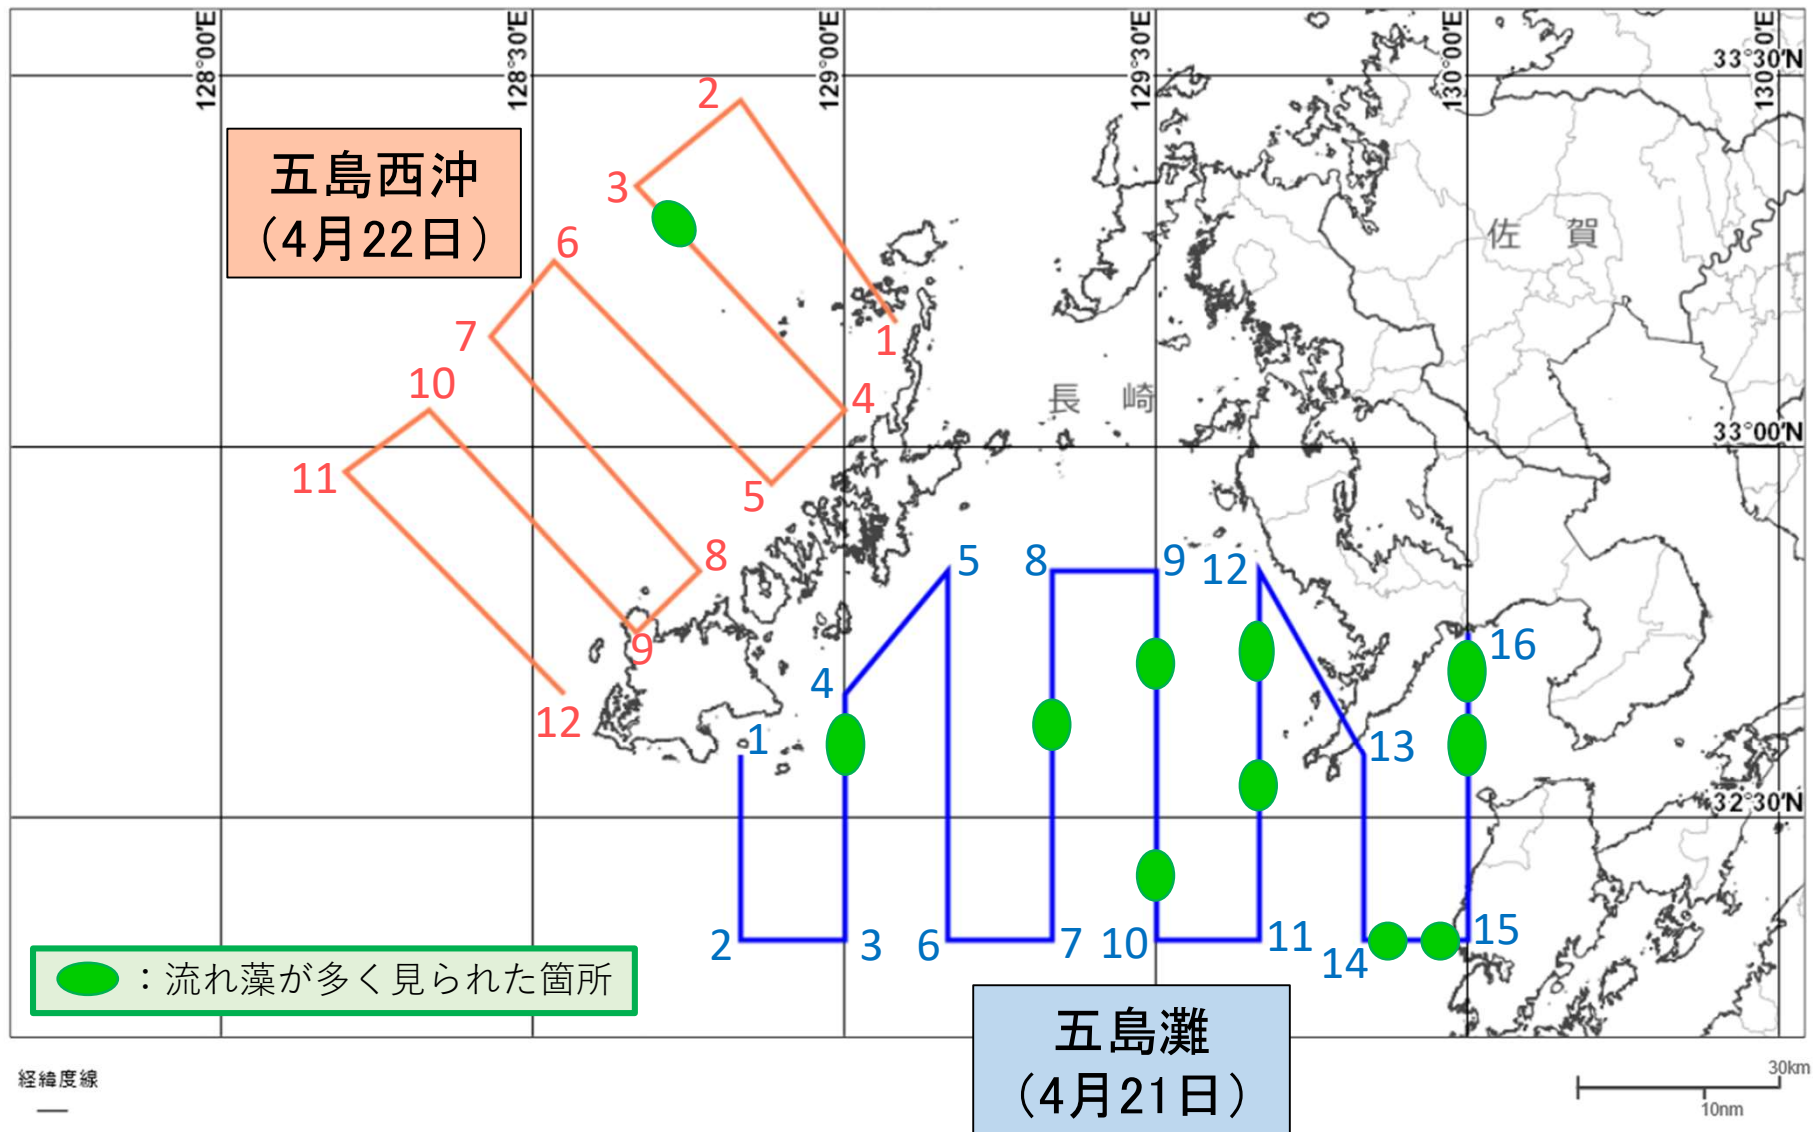 128°00′E
128°30′E
129°00′E
129°30′E
130°00′E
130°30′E
33°30′N
33°00′N
32°30′N
五島西沖
（4月22日）
佐 賀
長 崎
1
2
3
4
5
6
7
8
9
10
11
12
1
2
3
4
5
6
7
8
9
10
11
12
13
14
15
16
：流れ藻が多く見られた箇所
五島灘
（4月21日）
経緯度線
30km
10nm